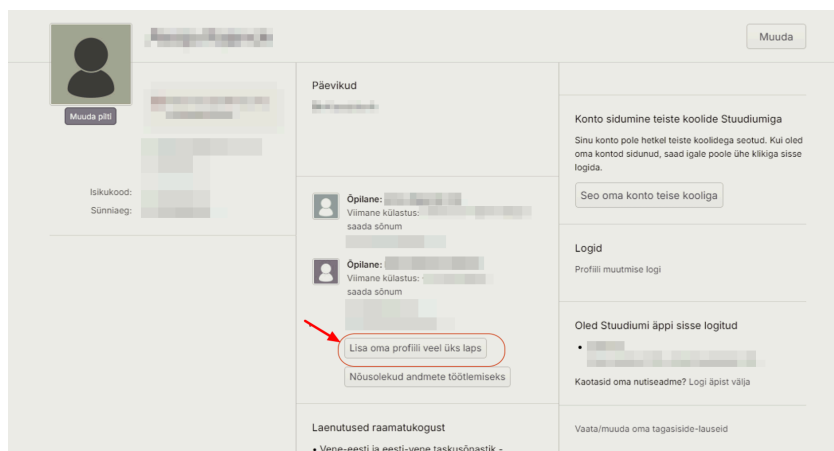 Muuda
Muuda pilti
Isikukood:
Sünniaeg:
Päevikud
Õpilane:
Viimane külastus:
saada sõnum
Õpilane:
Viimane külastus:
saada sõnum
Lisa oma profiili veel üks laps
Nõusolekud andmete töötlemiseks
Laenutused raamatukogust
• Vene-eesti ja eesti-vene taskusõnastik -
Konto sidumine teiste koolide Stuudiumiga
Sinu konto pole hetkel teiste koolidega seotud. Kui oled
oma kontod sidunud, saad igale poole ühe klikiga sisse
logida.
Seo oma konto teise kooliga
Logid
Profiili muutmise logi
Oled Stuudiumi äppi sisse logitud
Kaotasid oma nutiseadme? Logi äpist välja
Vaata/muuda oma tagasiside-lauseid